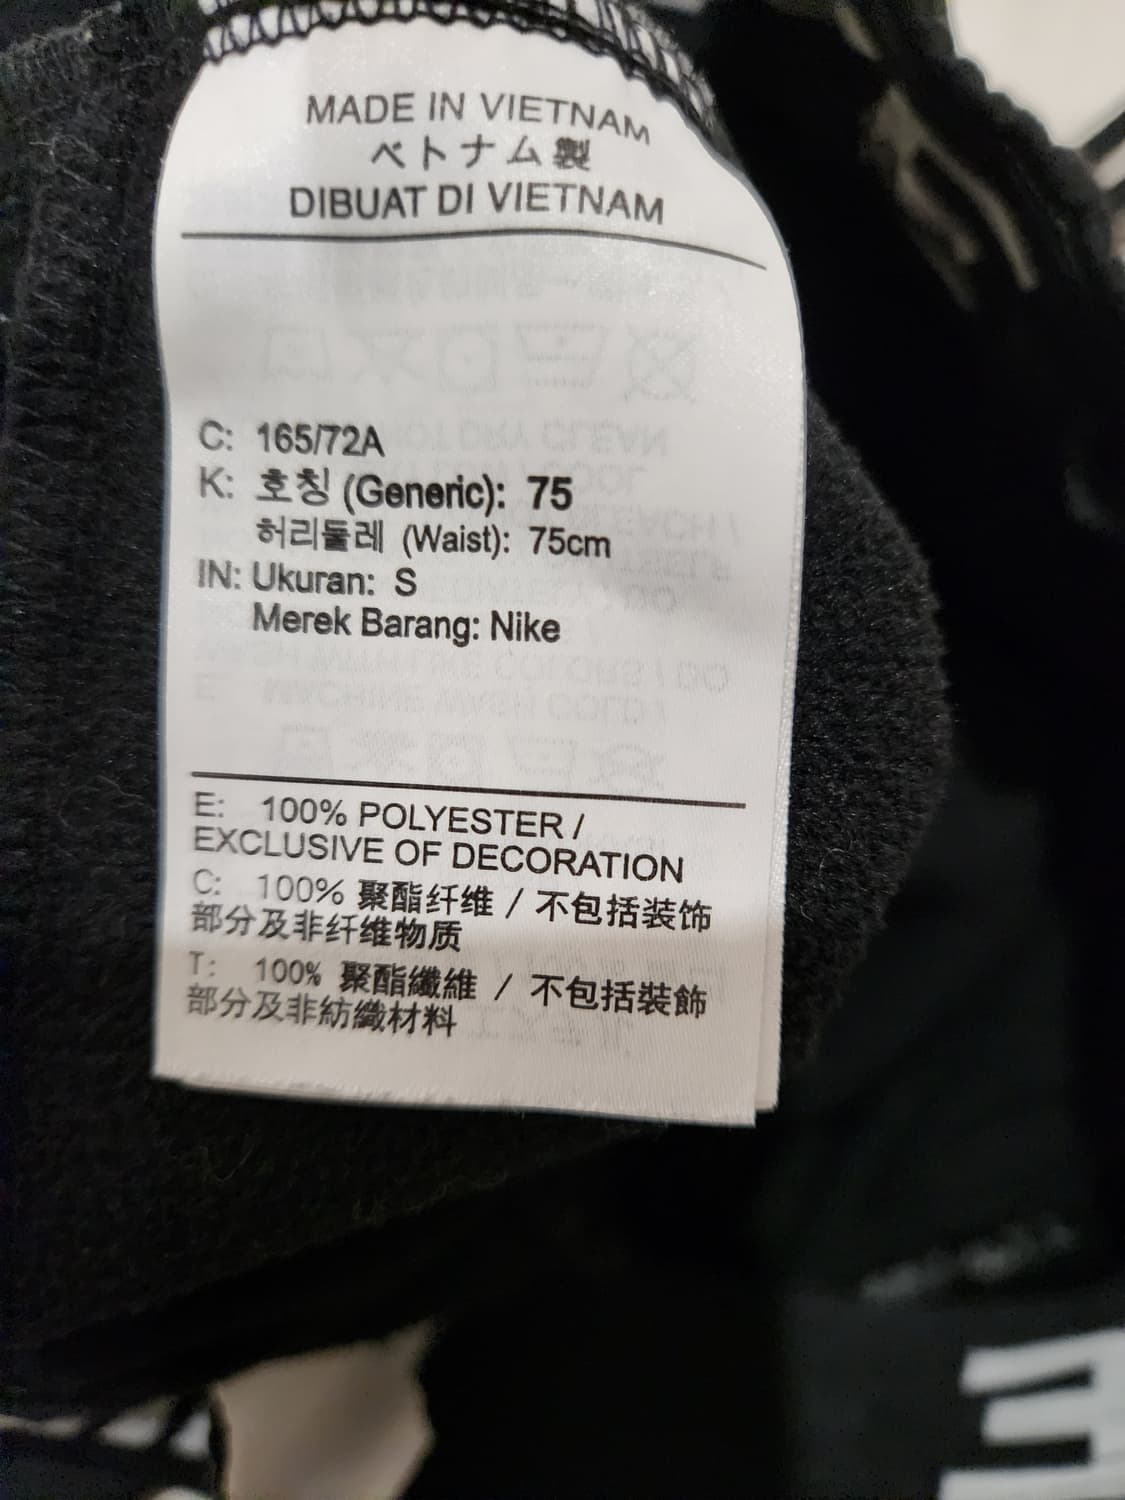 MADE IN VIETNAM
ベトナム製
DIBUAT DI VIETNAM
C: 165/72A
K: 호칭 (Generic): 75
허리둘레 (Waist): 75cm
IN: Ukuran: S
Merek Barang: Nike
E: 100% POLYESTER /
EXCLUSIVE OF DECORATION
C: 100% 聚酯纤维 / 不包括装饰
部分及非纤维物质
T: 100% 聚酯纖維 / 不包括裝飾
部分及非紡織材料